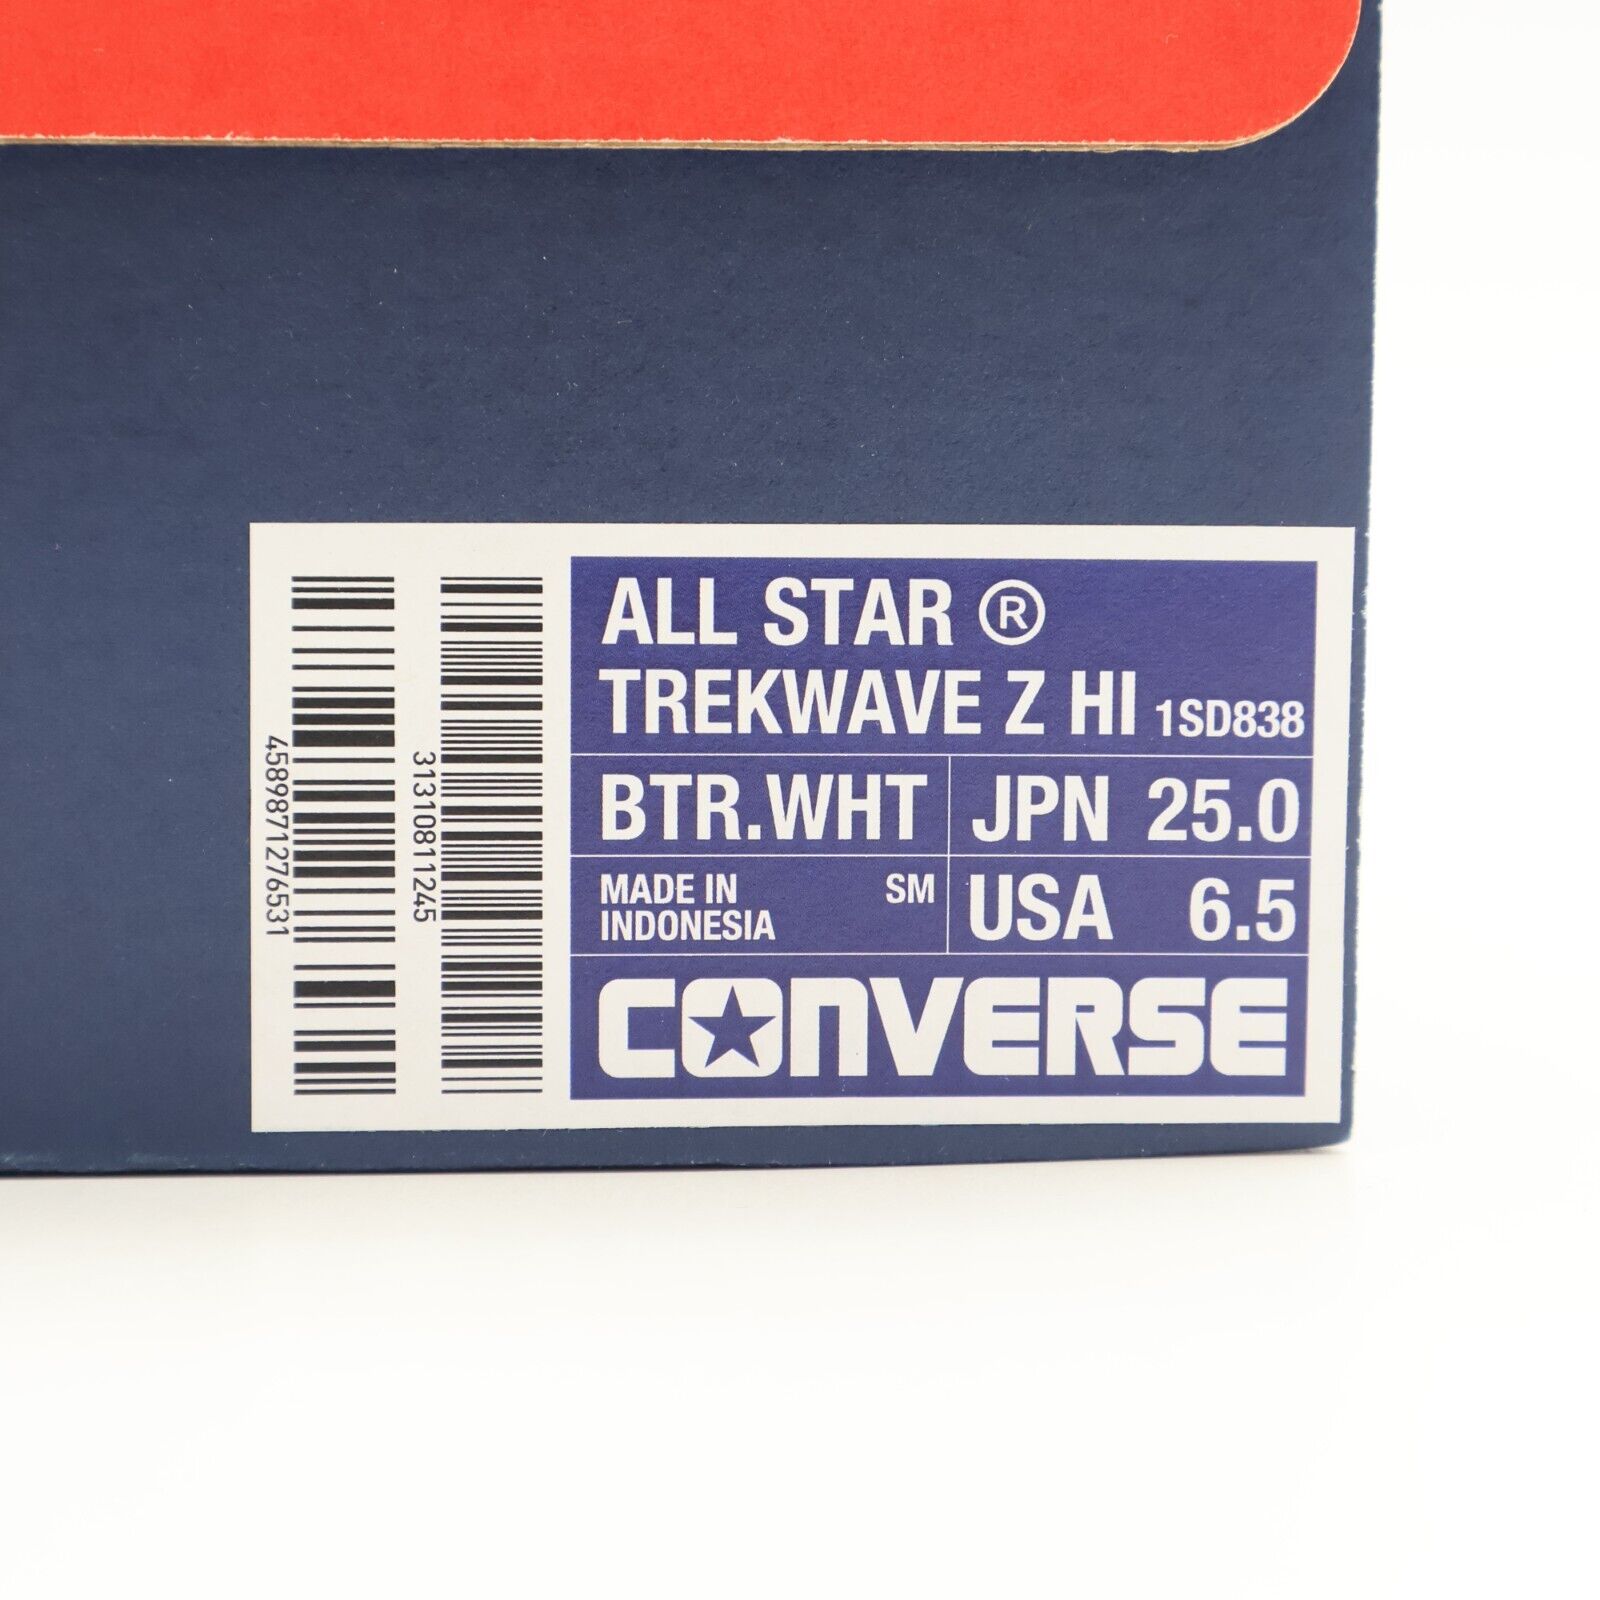 ALL STAR ®
TREKWAVE Z HI 1SD838
BTR.WHT JPN 25.0
MADE IN INDONESIA SM USA 6.5
CONVERSE
4589871276531
31310811245